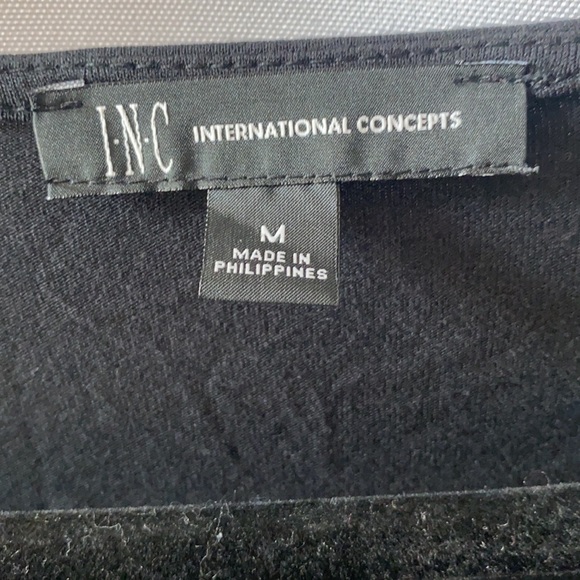 I·N·C INTERNATIONAL CONCEPTS
M
MADE IN
PHILIPPINES